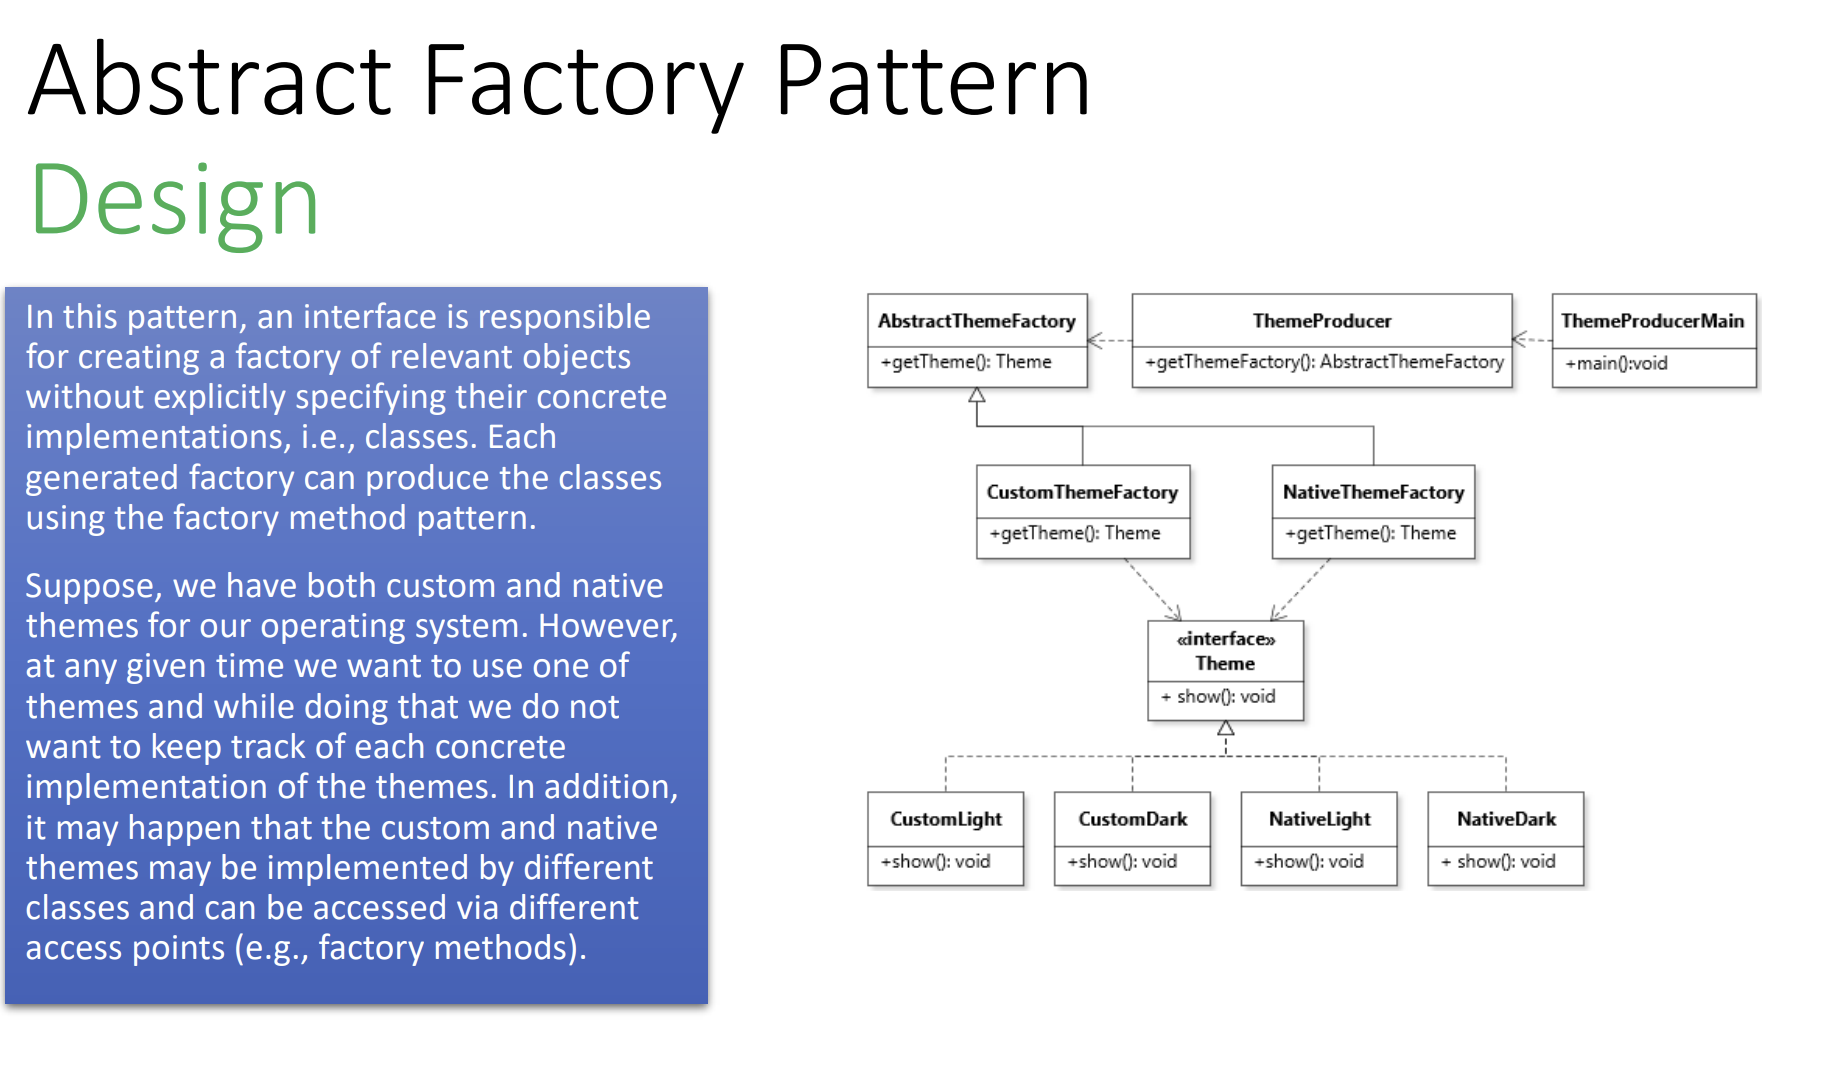 Abstract Factory Pattern
Design
In this pattern, an interface is responsible
for creating a factory of relevant objects
without explicitly specifying their concrete
implementations, i.e., classes. Each
generated factory can produce the classes
using the factory method pattern.
Suppose, we have both custom and native
themes for our operating system. However,
at any given time we want to use one of
themes and while doing that we do not
want to keep track of each concrete
implementation of the themes. In addition,
it may happen that the custom and native
themes may be implemented by different
classes and can be accessed via different
access points (e.g., factory methods).
AbstractThemeFactory
+getTheme(): Theme
ThemeProducer
+getThemeFactory(): AbstractThemeFactory
ThemeProducerMain
+main():void
CustomThemeFactory
+getTheme(): Theme
NativeThemeFactory
+getTheme(): Theme
«interface»
Theme
+ show(): void
CustomLight
+show(): void
CustomDark
+show(): void
NativeLight
+show(): void
NativeDark
+ show(): void